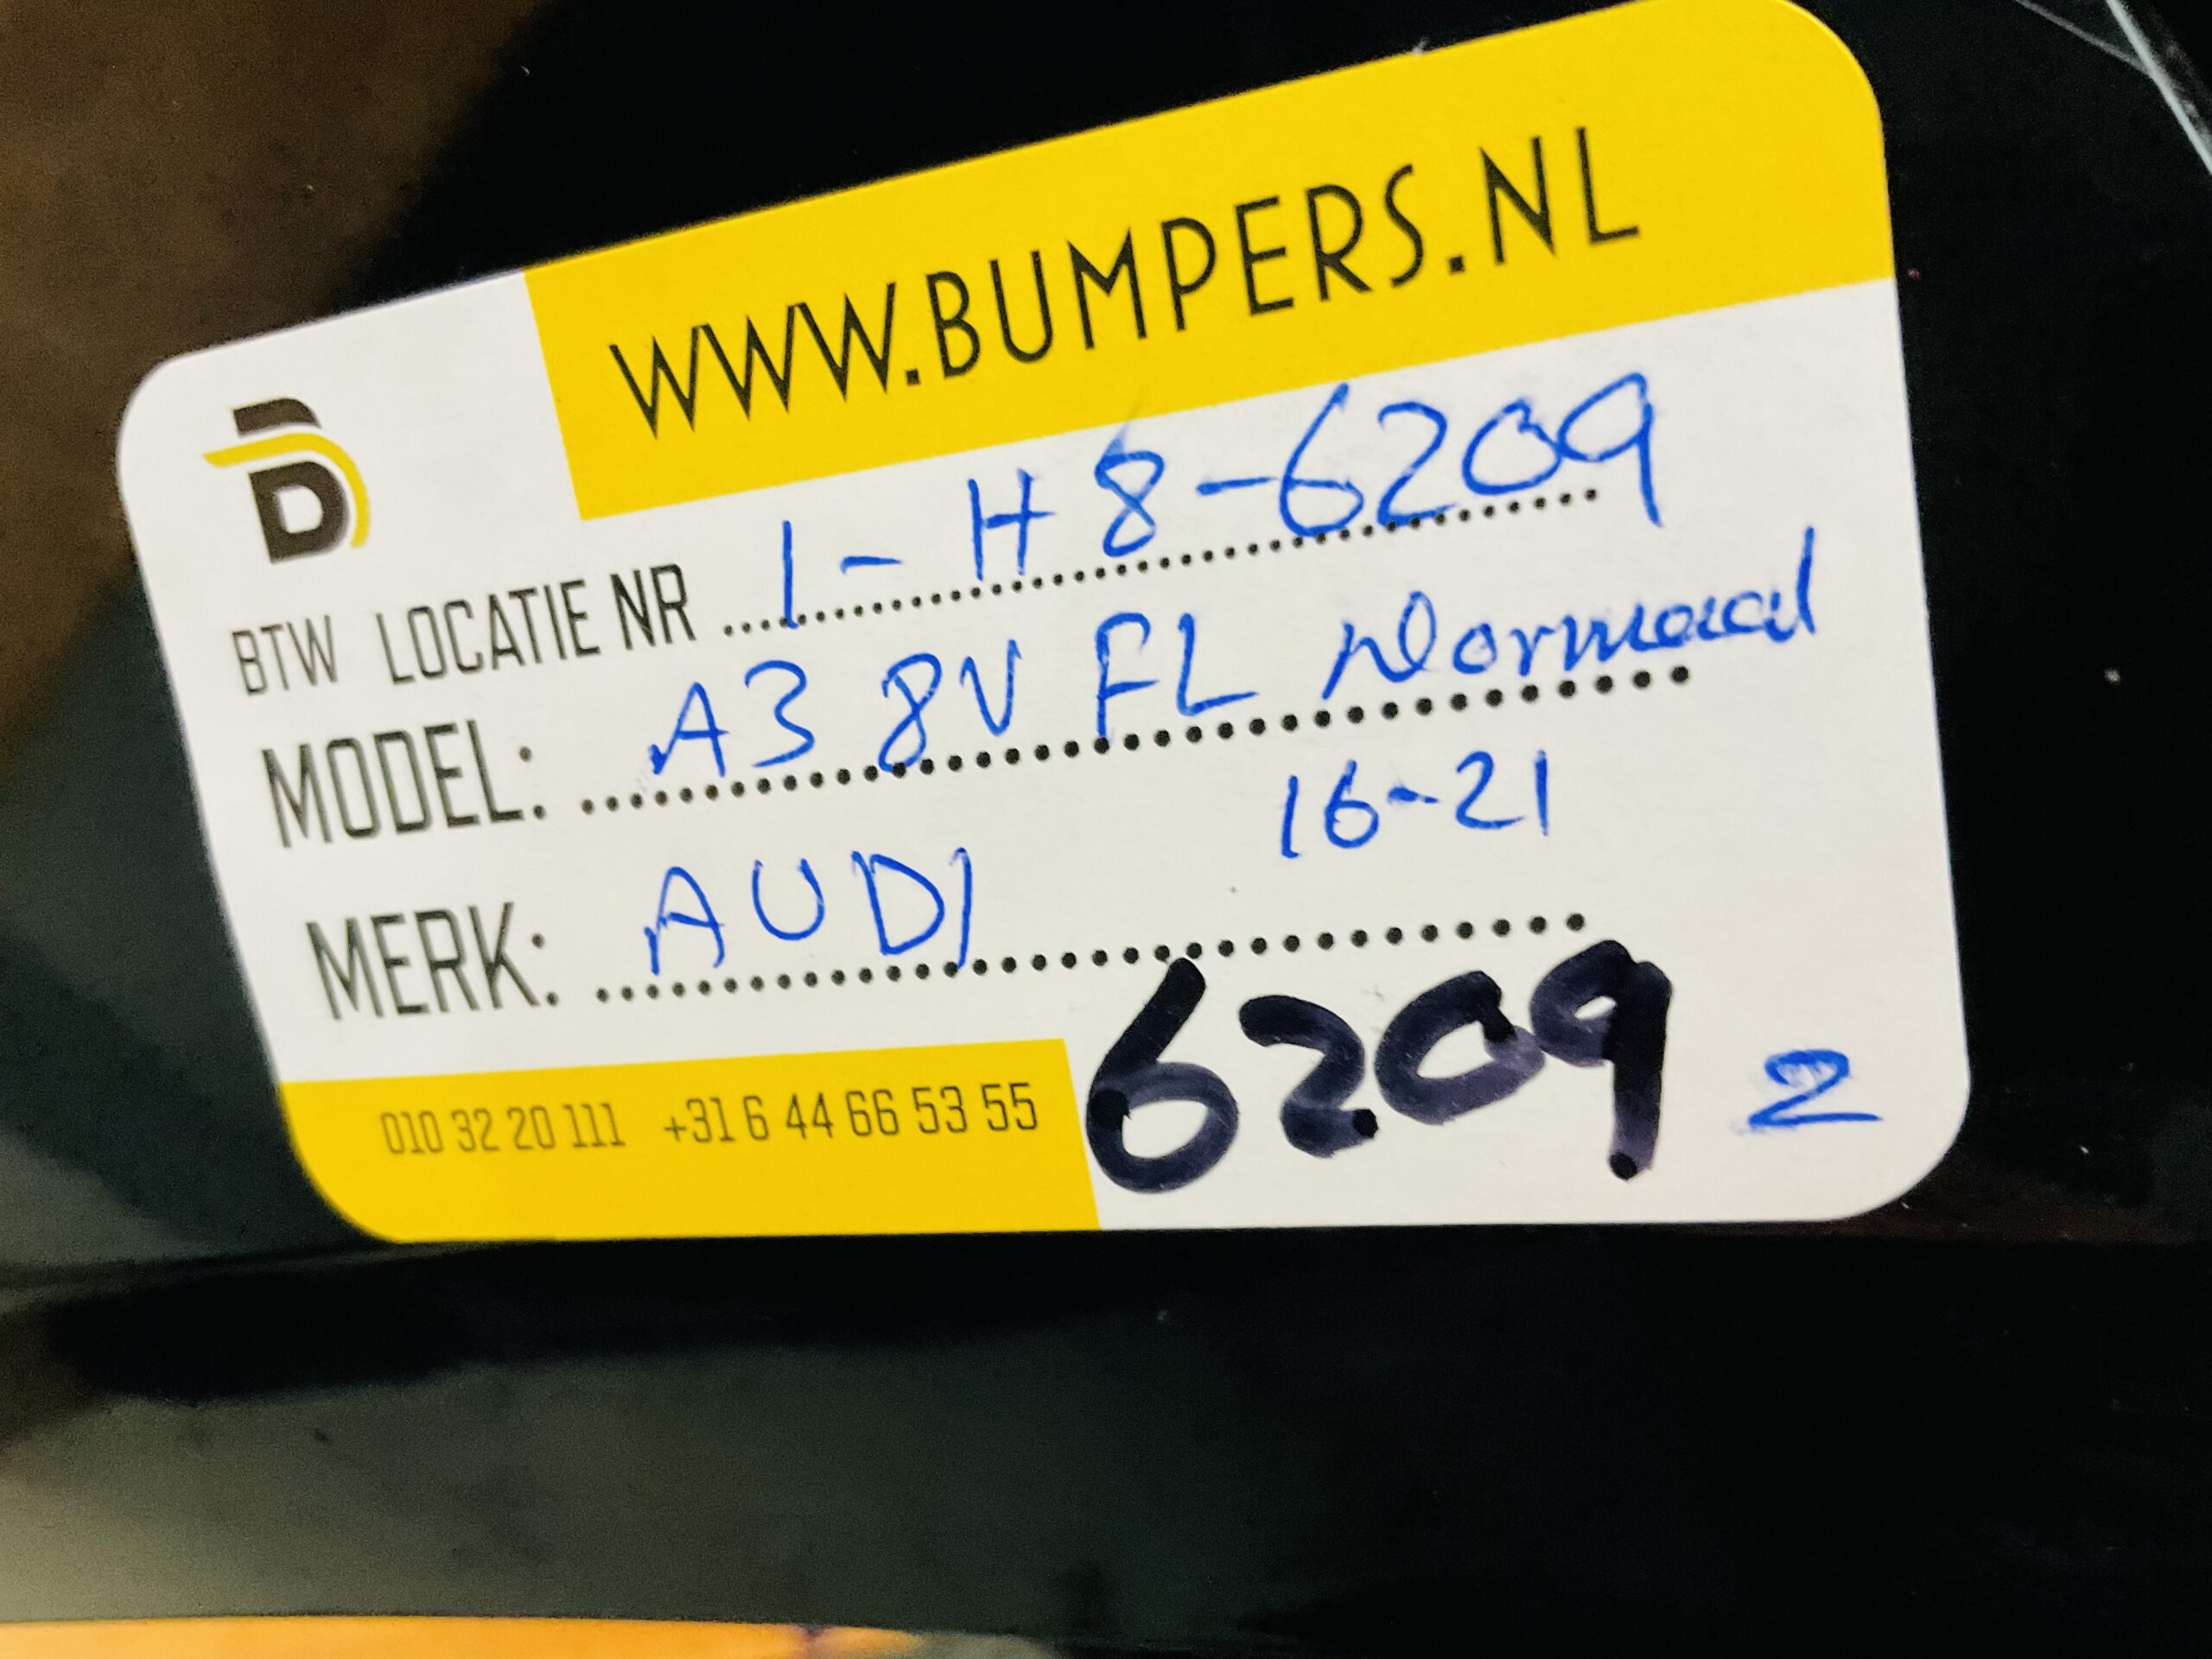 WWW.BUMPERS.NL
BTW LOCATIE NR 1-H8-6209
MODEL: A3 8V FL Normaal
16-21
MERK: AUDI
010 32 20 111 +31 6 44 66 53 55
6209 2